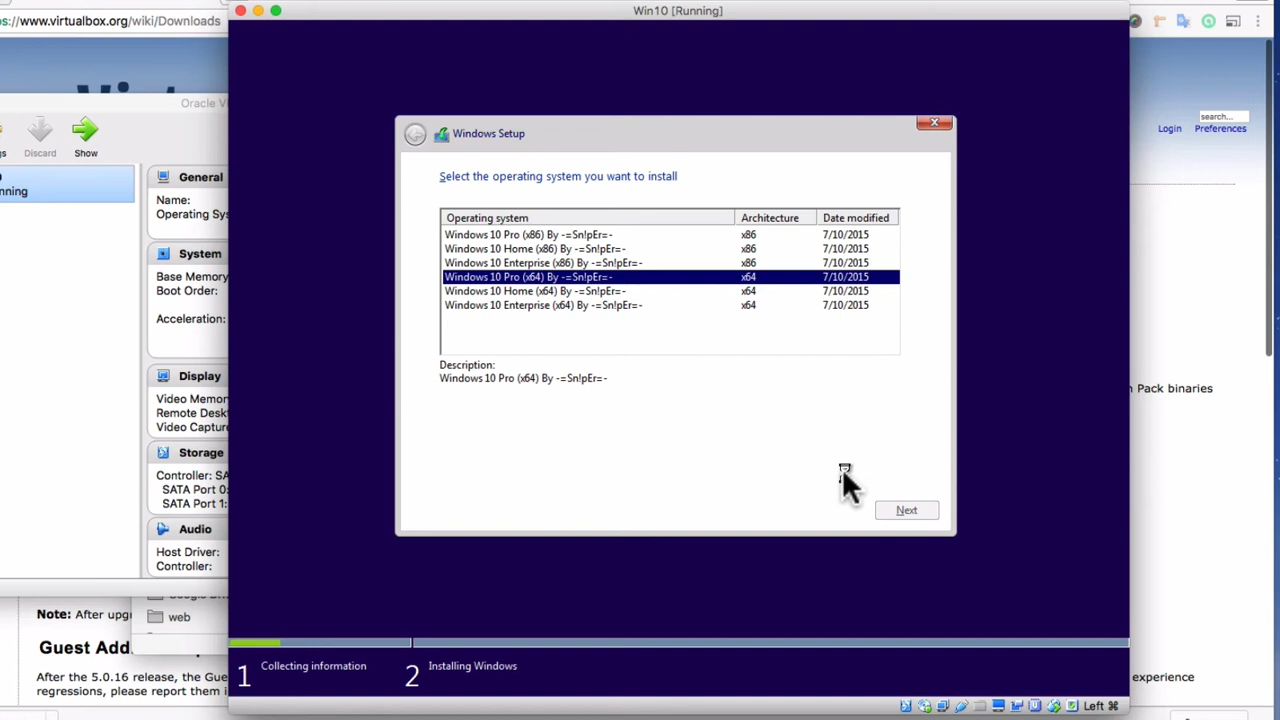 s://www.virtualbox.org/wiki/Downloads
Win10 [Running]
Oracle V
search...
Login Preferences
gs Discard Show
nning
General
Name:
Operating Sys
System
Base Memory
Boot Order:
Acceleration:
Display
Video Memor
Remote Desk
Video Captur
Storage
Controller: SA
SATA Port 0:
SATA Port 1:
Audio
Host Driver:
Controller:
Windows Setup
Select the operating system you want to install
Operating system Architecture Date modified
Windows 10 Pro (x86) By -=Sn!pEr=- x86 7/10/2015
Windows 10 Home (x86) By -=Sn!pEr=- x86 7/10/2015
Windows 10 Enterprise (x86) By -=Sn!pEr=- x86 7/10/2015
Windows 10 Pro (x64) By -=Sn!pEr=- x64 7/10/2015
Windows 10 Home (x64) By -=Sn!pEr=- x64 7/10/2015
Windows 10 Enterprise (x64) By -=Sn!pEr=- x64 7/10/2015
Description:
Windows 10 Pro (x64) By -=Sn!pEr=-
Next
n Pack binaries
web
Note: After upg
Guest Add
After the 5.0.16 release, the Gue
experience
regressions, please report them i
1 Collecting information
2 Installing Windows
Left ⌘